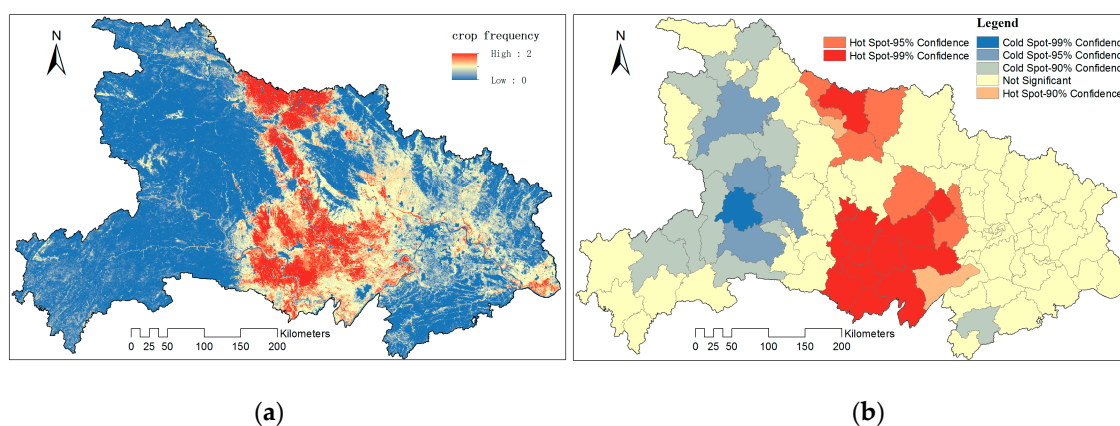 N
crop frequency
High : 2
Low : 0
Kilometers
0 25 50 100 150 200
(a)
N
Legend
Hot Spot-95% Confidence
Hot Spot-99% Confidence
Cold Spot-99% Confidence
Cold Spot-95% Confidence
Cold Spot-90% Confidence
Not Significant
Hot Spot-90% Confidence
Kilometers
0 25 50 100 150 200
(b)